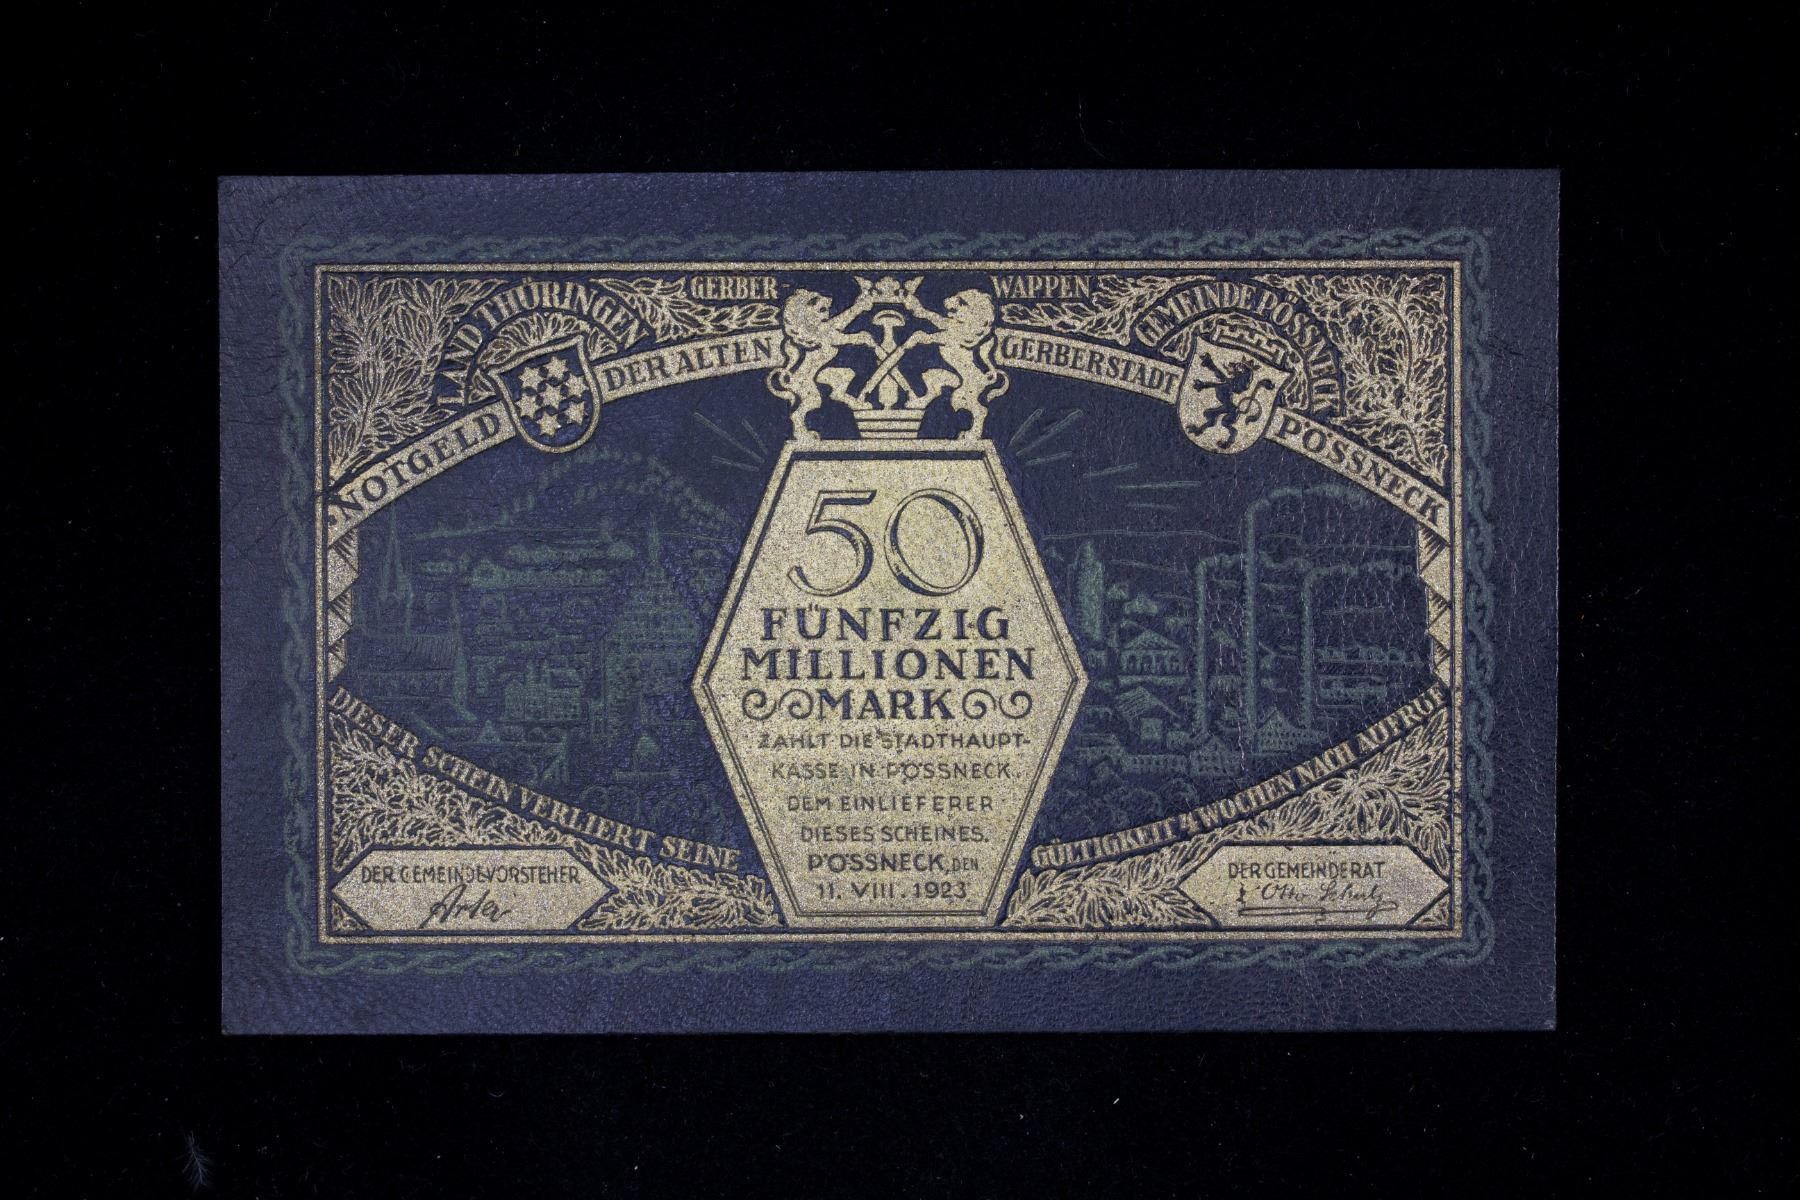 LAND THÜRINGEN
GERBER-
WAPPEN
GEMEINDE PÖSSNECK
NOTGELD DER ALTEN GERBERSTADT PÖSSNECK
50
FÜNFZIG
MILLIONEN
MARK
ZAHLT DIE STADTHAUPT-
KASSE IN PÖSSNECK
DEM EINLIEFERER
DIESES SCHEINES.
PÖSSNECK, DEN
11. VIII. 1923
DIESER SCHEIN VERLIERT SEINE
GÜLTIGKEIT 4 WOCHEN NACH AUFRUF
DER GEMEINDEVORSTEHER
DER GEMEINDERAT
Otto Schulz